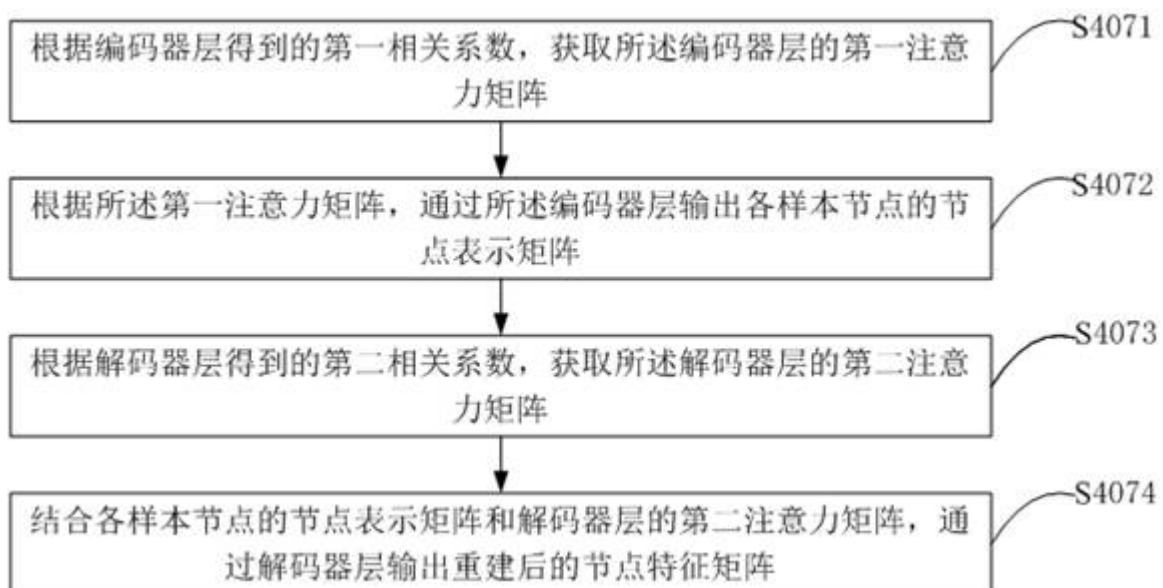 根据编码器层得到的第一相关系数，获取所述编码器层的第一注意
力矩阵
S4071
根据所述第一注意力矩阵，通过所述编码器层输出各样本节点的节
点表示矩阵
S4072
根据解码器层得到的第二相关系数，获取所述解码器层的第二注意
力矩阵
S4073
结合各样本节点的节点表示矩阵和解码器层的第二注意力矩阵，通
过解码器层输出重建后的节点特征矩阵
S4074